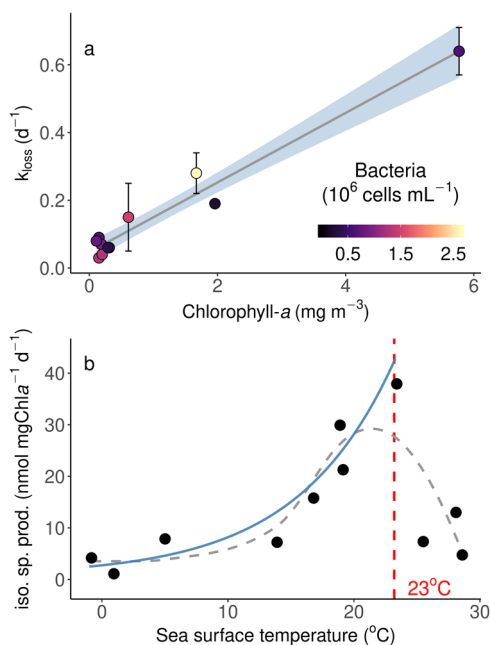 a
0.6
0.4
0.2
0.0
k_loss (d⁻¹)
Bacteria
(10⁶ cells mL⁻¹)
0.5 1.5 2.5
0 2 4 6
Chlorophyll-a (mg m⁻³)
b
40
30
20
10
0
iso. sp. prod. (nmol mgChla⁻¹ d⁻¹)
23°C
0 10 20 30
Sea surface temperature (°C)